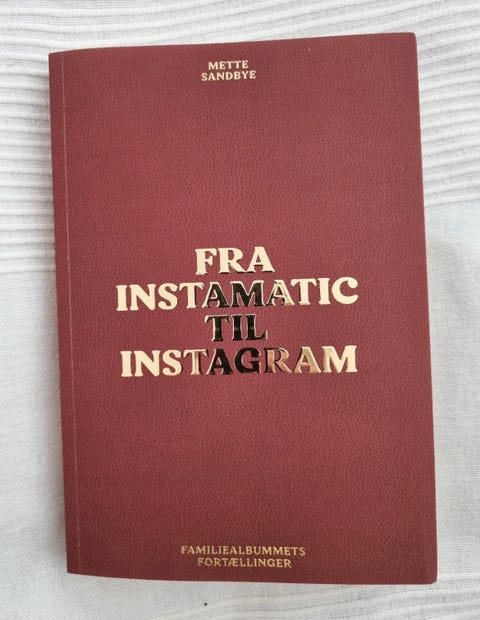 METTE
SANDBYE
FRA
INSTAMATIC
TIL
INSTAGRAM
FAMILIEALBUMMETS
FORTÆLLINGER